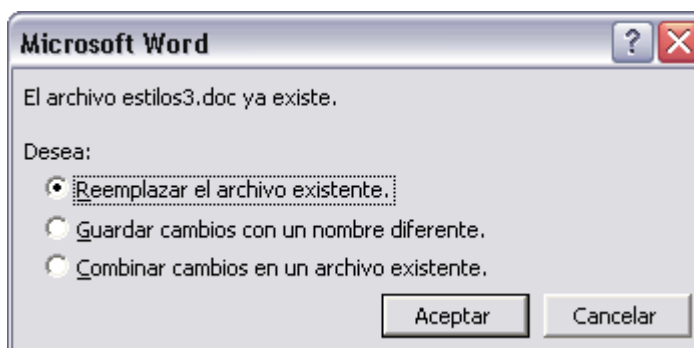 Microsoft Word
El archivo estilos3.doc ya existe.
Desea:
Reemplazar el archivo existente.
Guardar cambios con un nombre diferente.
Combinar cambios en un archivo existente.
Aceptar Cancelar